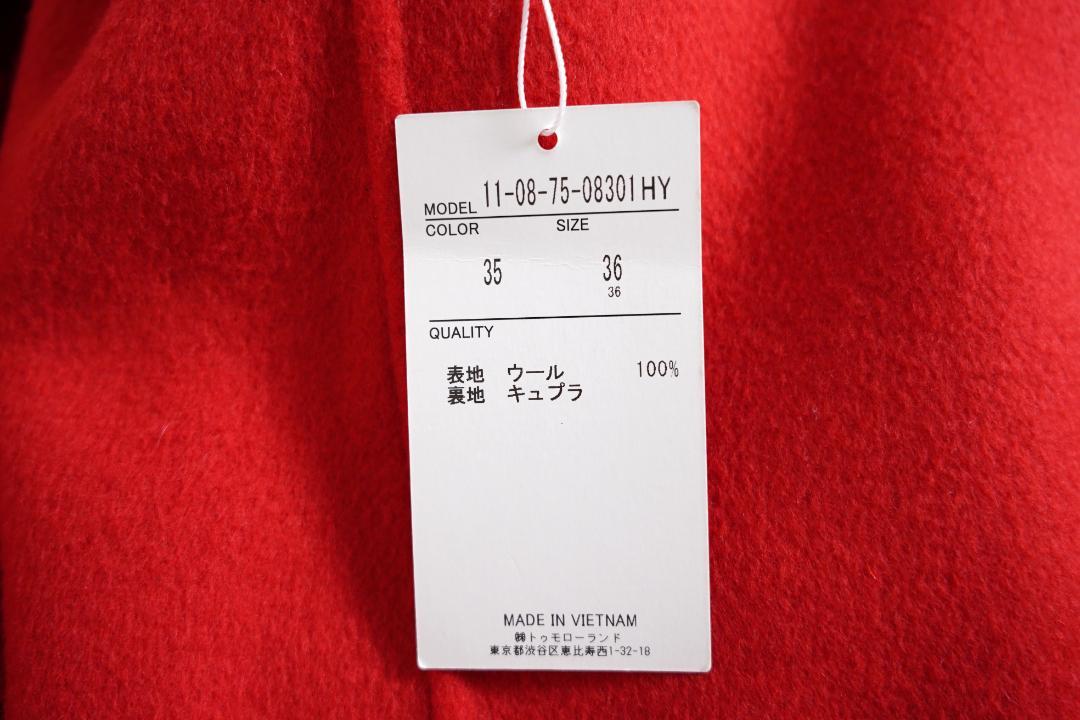 MODEL 11-08-75-08301HY
COLOR SIZE
35 36
36
QUALITY
表地 ウール 100%
裏地 キュプラ
MADE IN VIETNAM
㈱トゥモローランド
東京都渋谷区恵比寿西1-32-18